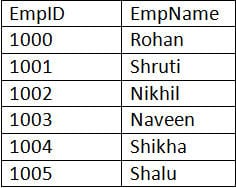 EmpID EmpName
1000 Rohan
1001 Shruti
1002 Nikhil
1003 Naveen
1004 Shikha
1005 Shalu